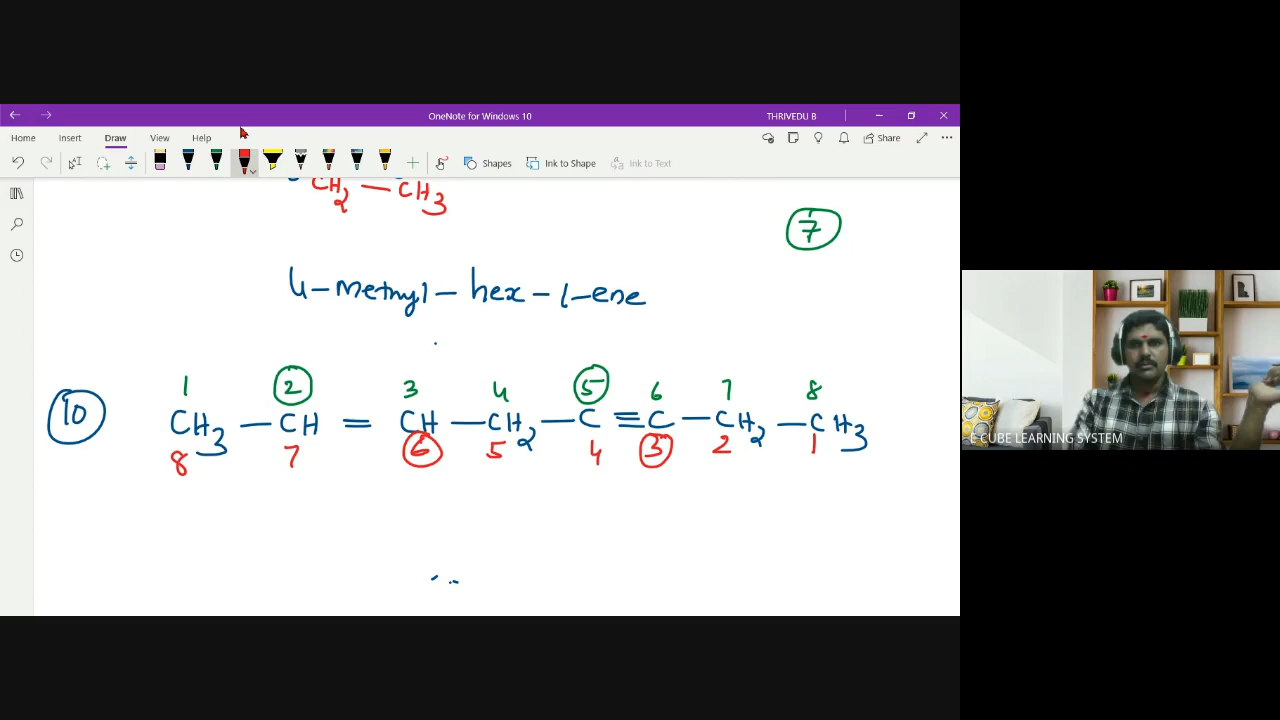 OneNote for Windows 10
THRIVEDU B
Home Insert Draw View Help
Shapes Ink to Shape Ink to Text Share
CH2 — CH3
7
4-methyl-hex-1-ene
1 2 3 4 5 6 7 8
10 CH3 — CH = CH — CH2 — C ≡ C — CH2 — CH3
8 7 6 5 4 3 2 1
E CUBE LEARNING SYSTEM